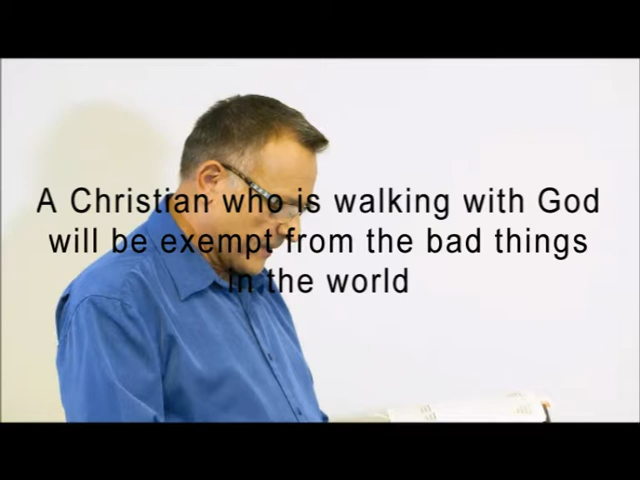 A Christian who is walking with God
will be exempt from the bad things
in the world